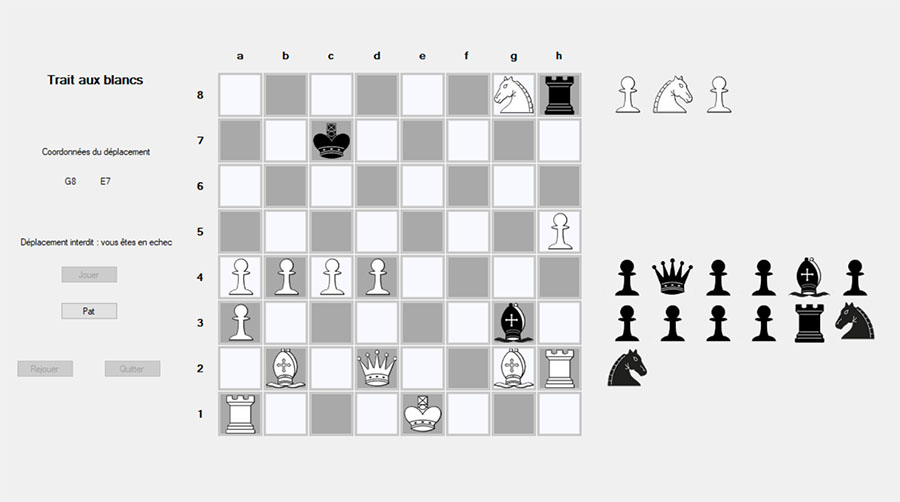 a b c d e f g h
Trait aux blancs
8
7
Coordonnées du déplacement
G8 E7
6
5
Déplacement interdit : vous êtes en echec
Jouer
4
Pat
3
Rejouer Quitter
2
1